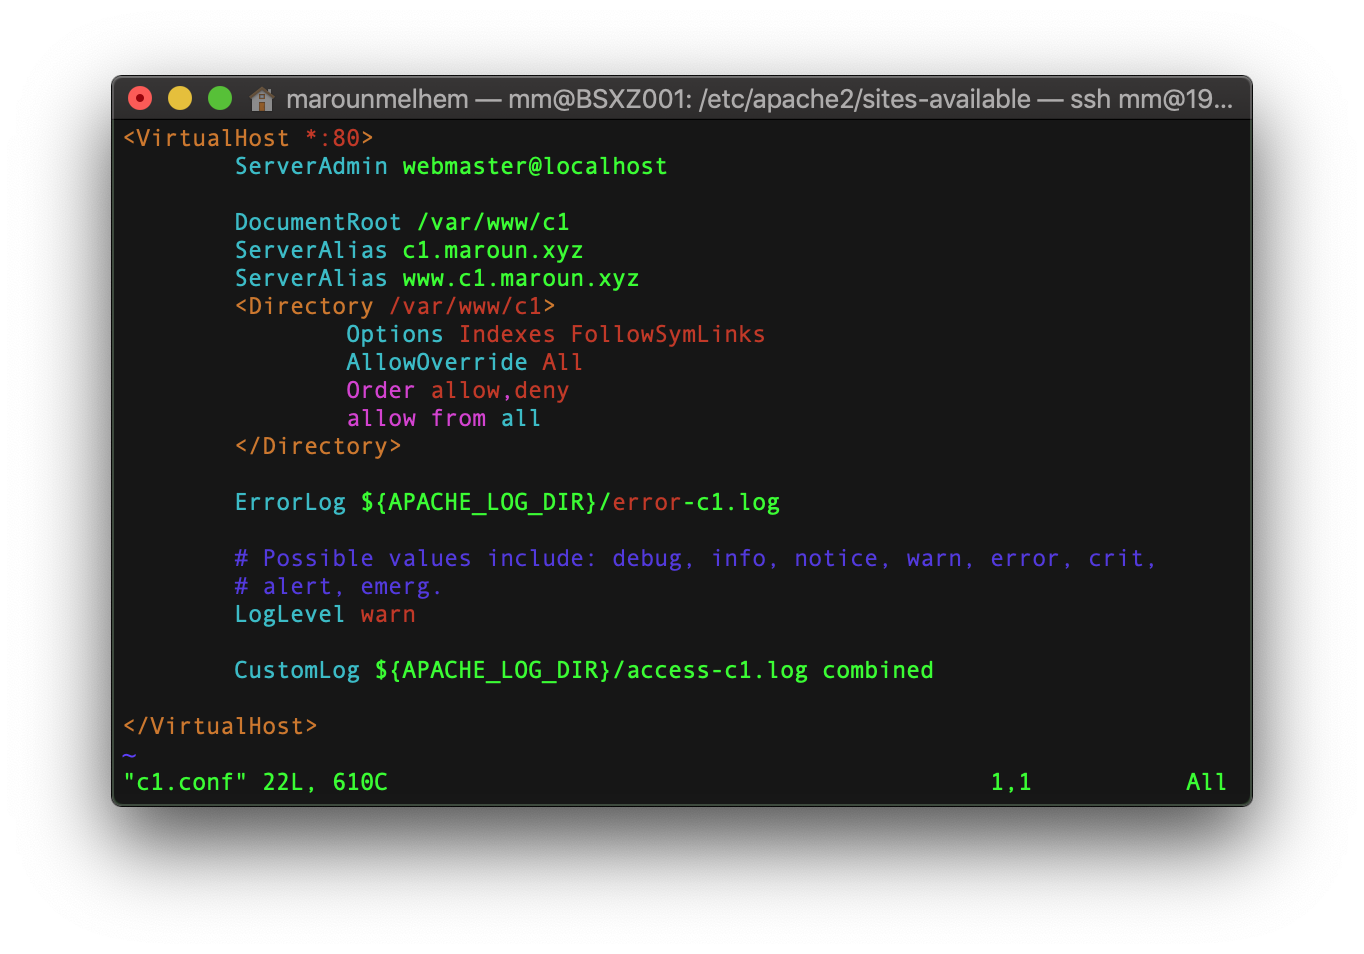 marounmelhem — mm@BSXZ001: /etc/apache2/sites-available — ssh mm@19...
<VirtualHost *:80>
ServerAdmin webmaster@localhost
DocumentRoot /var/www/c1
ServerAlias c1.maroun.xyz
ServerAlias www.c1.maroun.xyz
<Directory /var/www/c1>
Options Indexes FollowSymLinks
AllowOverride All
Order allow,deny
allow from all
</Directory>
ErrorLog ${APACHE_LOG_DIR}/error-c1.log
# Possible values include: debug, info, notice, warn, error, crit,
# alert, emerg.
LogLevel warn
CustomLog ${APACHE_LOG_DIR}/access-c1.log combined
</VirtualHost>
~
"c1.conf" 22L, 610C 1,1 All